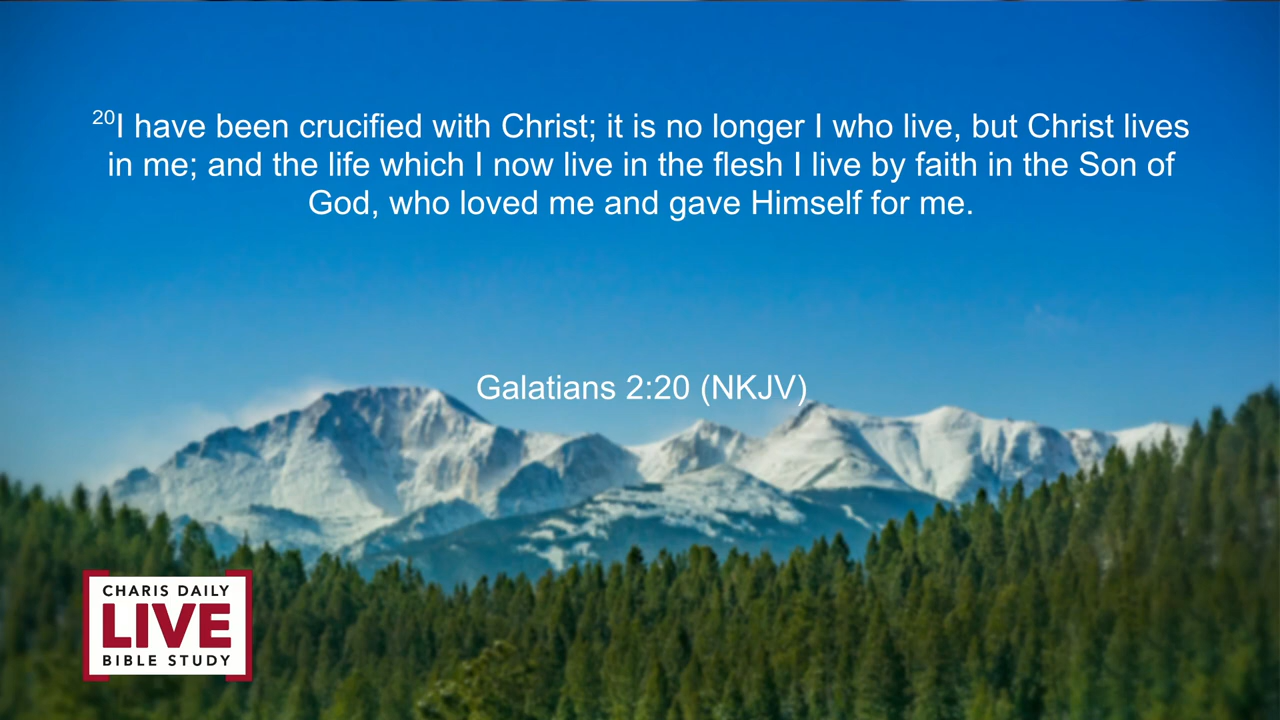 20I have been crucified with Christ; it is no longer I who live, but Christ lives
in me; and the life which I now live in the flesh I live by faith in the Son of
God, who loved me and gave Himself for me.
Galatians 2:20 (NKJV)
CHARIS DAILY
LIVE
BIBLE STUDY